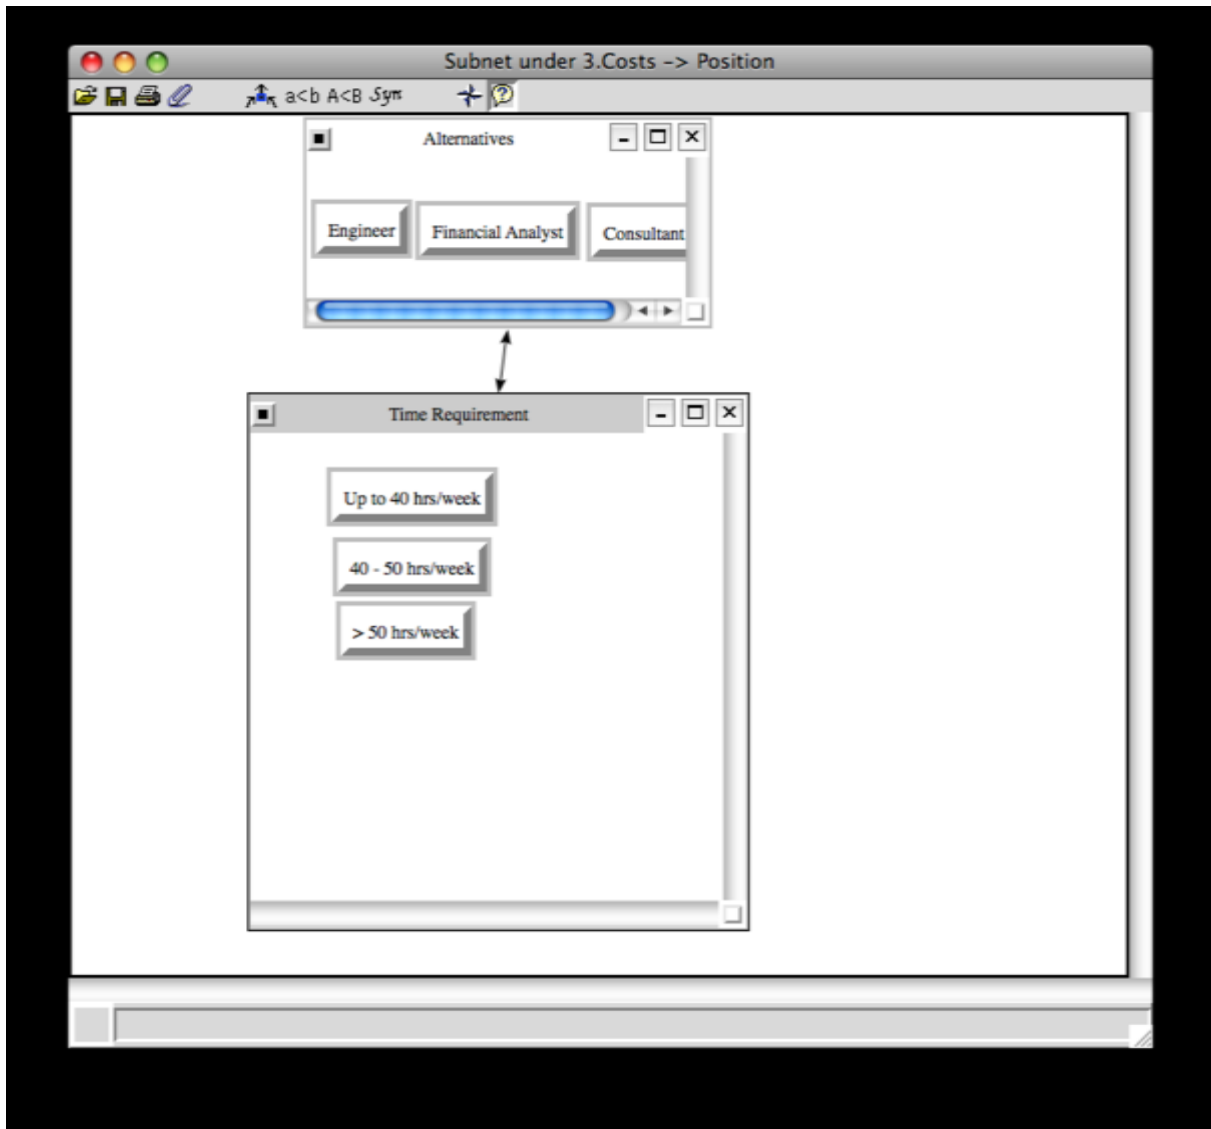 Subnet under 3.Costs -> Position
a<b A<B Syn
Alternatives
Engineer Financial Analyst Consultant
Time Requirement
Up to 40 hrs/week
40 - 50 hrs/week
> 50 hrs/week